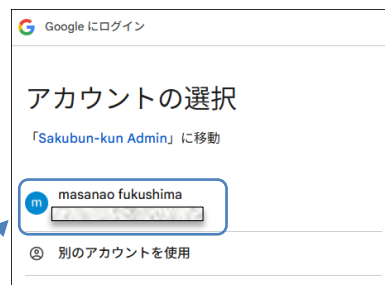 Google にログイン
アカウントの選択
「Sakubun-kun Admin」に移動
m
masanao fukushima
別のアカウントを使用